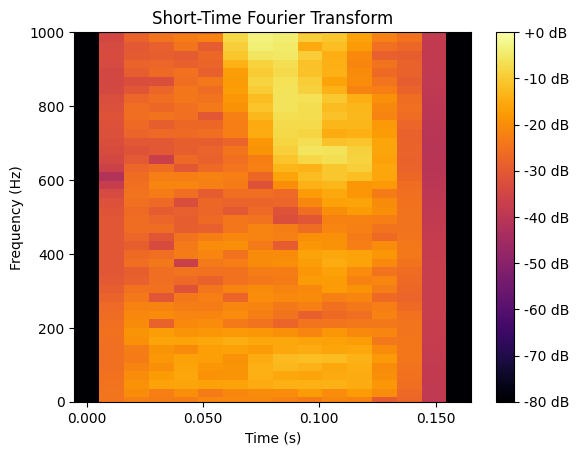 Short-Time Fourier Transform
1000
800
600
400
200
0
Frequency (Hz)
0.000
0.050
0.100
0.150
Time (s)
+0 dB
-10 dB
-20 dB
-30 dB
-40 dB
-50 dB
-60 dB
-70 dB
-80 dB